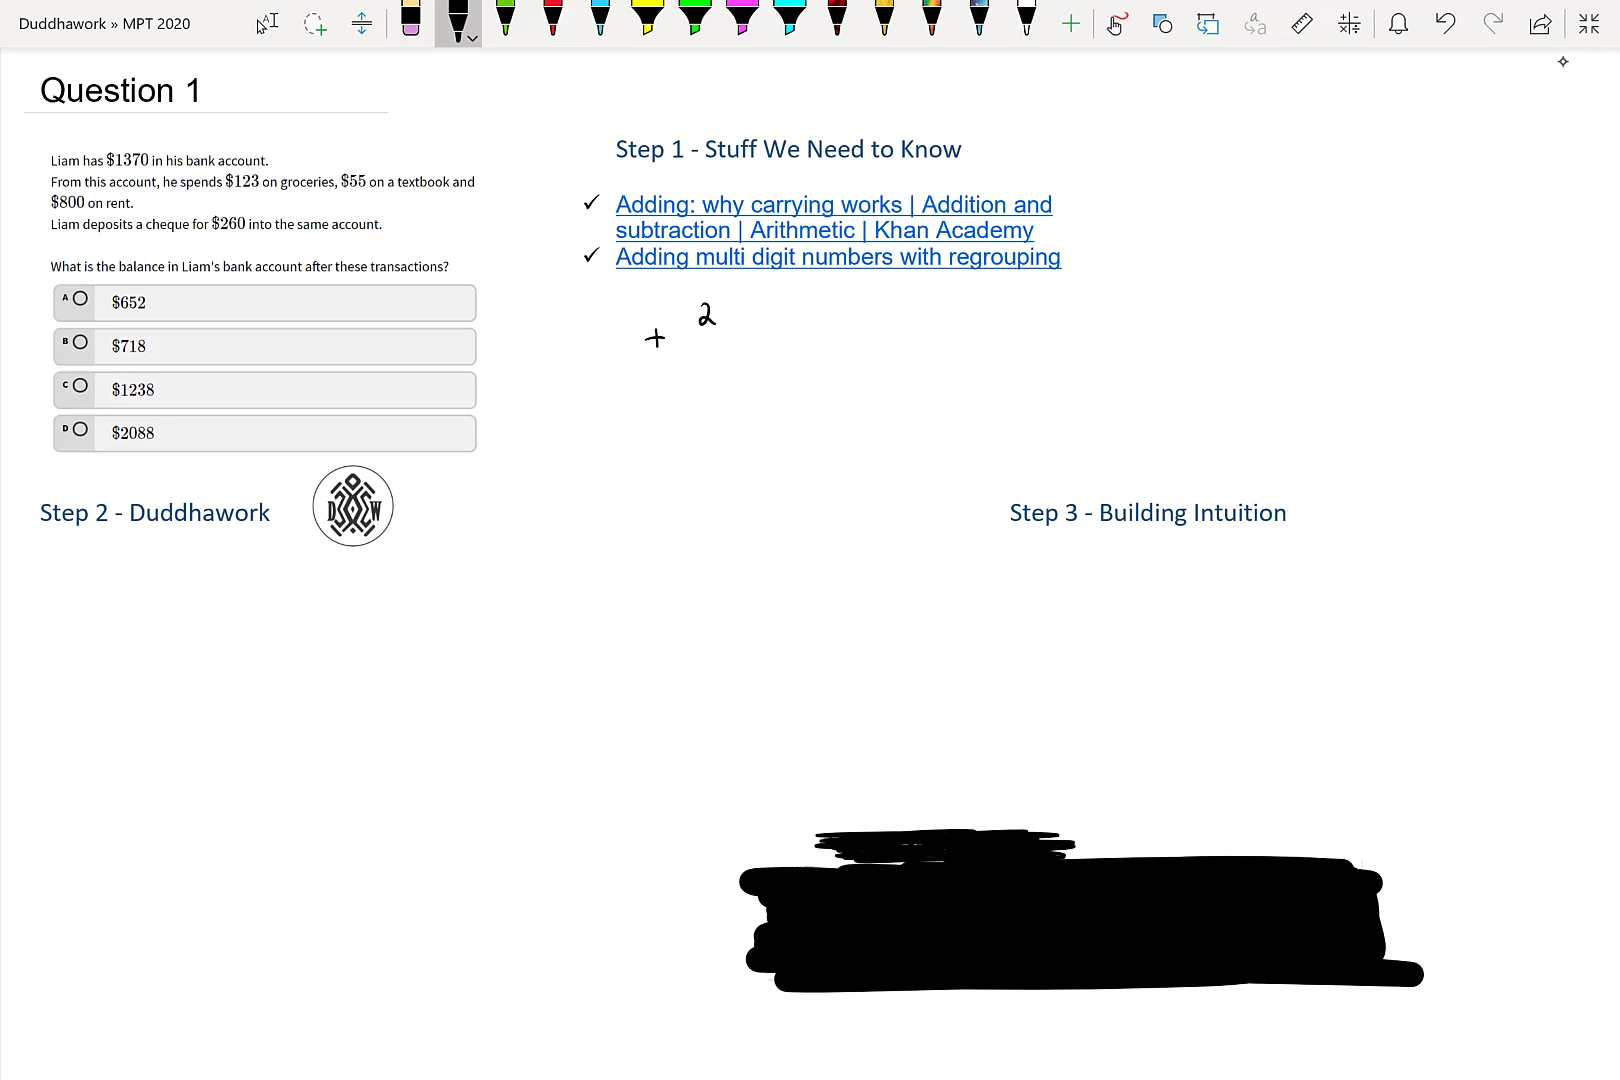 Duddhawork » MPT 2020
Question 1
Liam has $1370 in his bank account.
From this account, he spends $123 on groceries, $55 on a textbook and
$800 on rent.
Liam deposits a cheque for $260 into the same account.
What is the balance in Liam's bank account after these transactions?
A $652
B $718
C $1238
D $2088
Step 1 - Stuff We Need to Know
✓ Adding: why carrying works | Addition and
subtraction | Arithmetic | Khan Academy
✓ Adding multi digit numbers with regrouping
2
+
Step 2 - Duddhawork
D W
Step 3 - Building Intuition